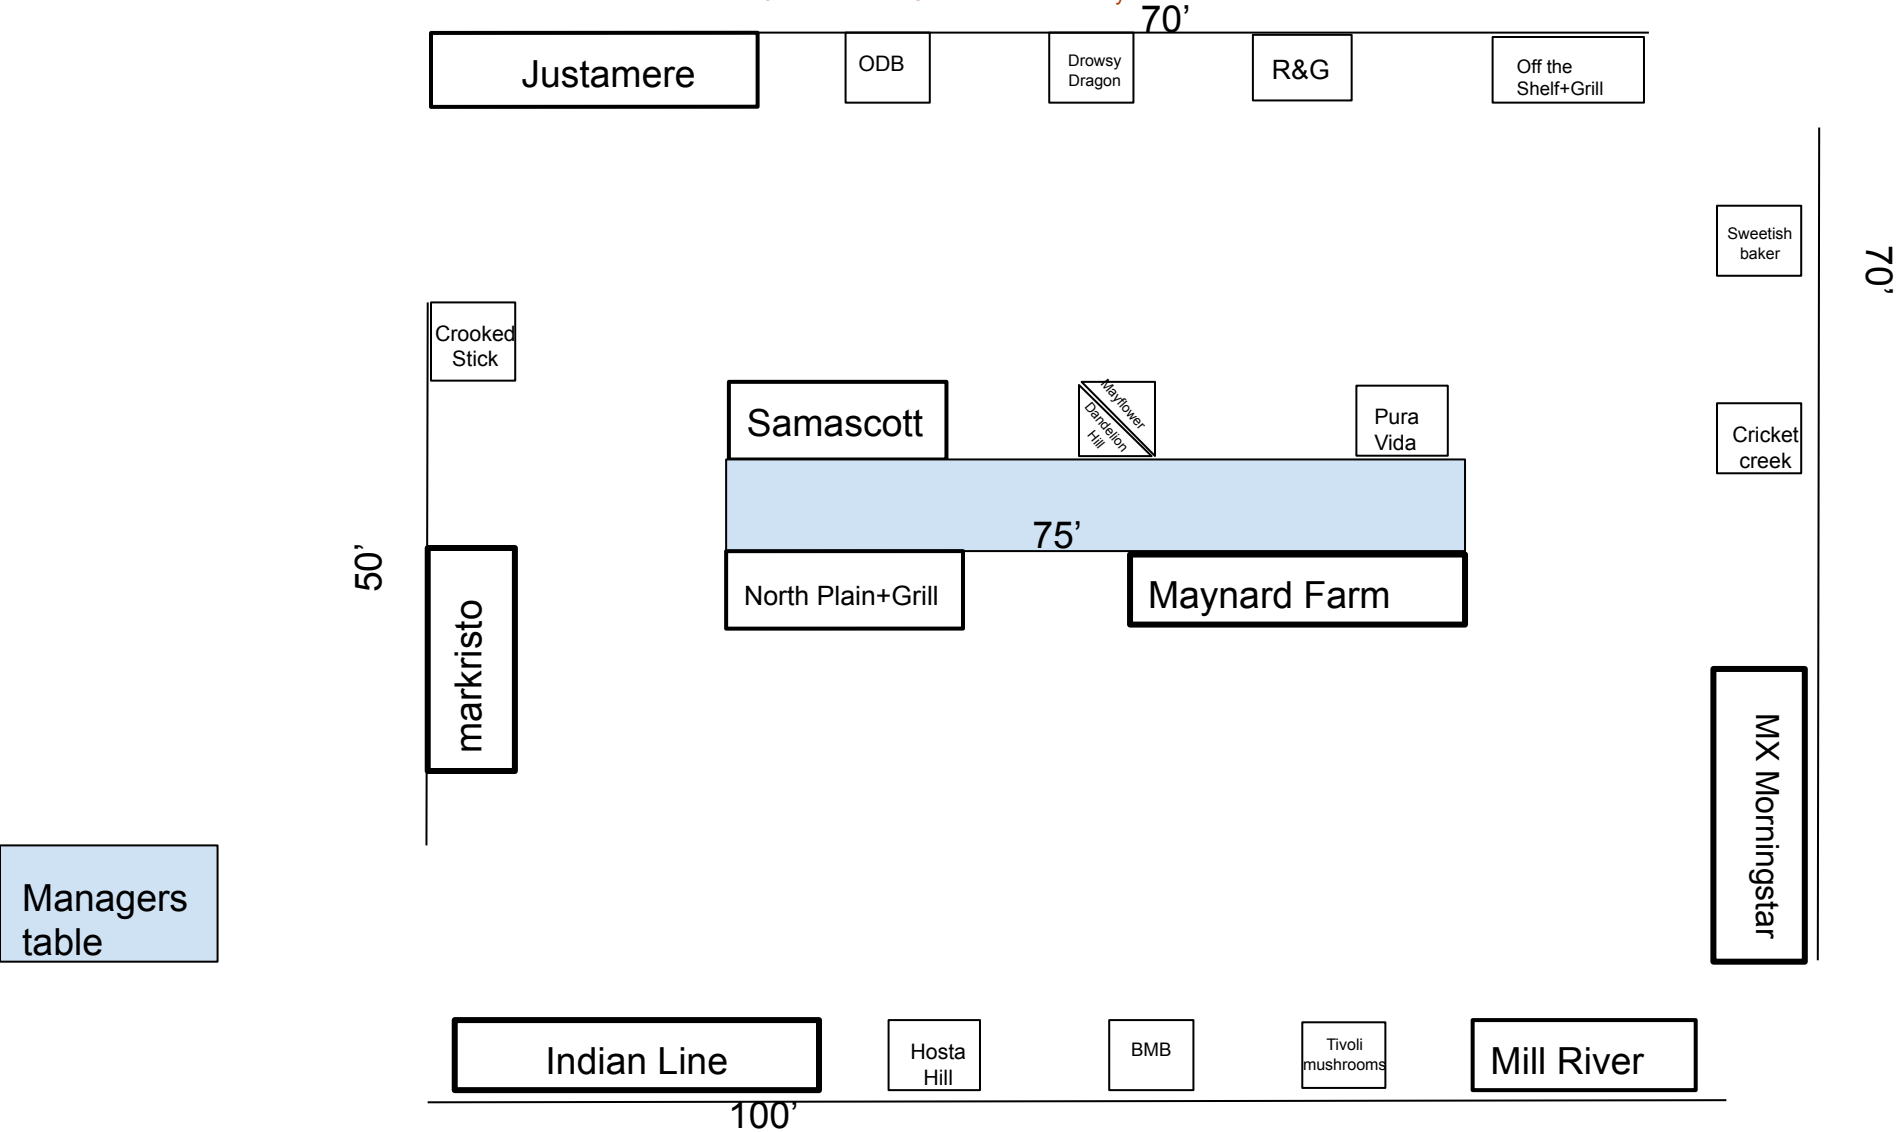 70’
Justamere
ODB
Drowsy
Dragon
R&G
Off the
Shelf+Grill
Sweetish
baker
70’
Crooked
Stick
Samascott
Mayflower
Dandelion
Hill
Pura
Vida
Cricket
creek
75’
50’
North Plain+Grill
Maynard Farm
markristo
MX Morningstar
Managers
table
Indian Line
Hosta
Hill
BMB
Tivoli
mushrooms
Mill River
100’